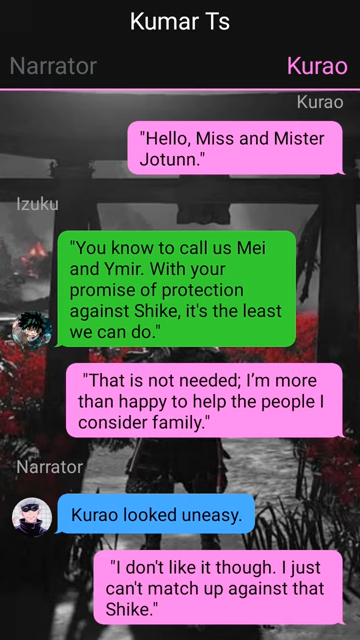 Kumar Ts
Narrator
Kurao
Kurao
"Hello, Miss and Mister
Jotunn."
Izuku
"You know to call us Mei
and Ymir. With your
promise of protection
against Shike, it's the least
we can do."
"That is not needed; I’m more
than happy to help the people I
consider family."
Narrator
Kurao looked uneasy.
"I don't like it though. I just
can't match up against that
Shike."